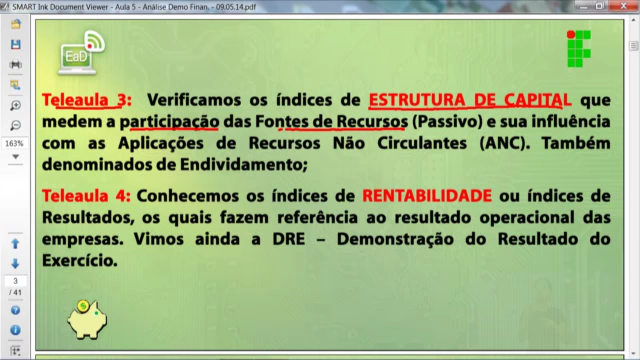 SMART Ink Document Viewer - Aula 5 - Análise Demo Finan. - 09.05.14.pdf
EaD
Teleaula 3: Verificamos os índices de ESTRUTURA DE CAPITAL que
medem a participação das Fontes de Recursos (Passivo) e sua influência
com as Aplicações de Recursos Não Circulantes (ANC). Também
denominados de Endividamento;
163%
Teleaula 4: Conhecemos os índices de RENTABILIDADE ou índices de
Resultados, os quais fazem referência ao resultado operacional das
empresas. Vimos ainda a DRE – Demonstração do Resultado do
Exercício.
3
/ 41
$